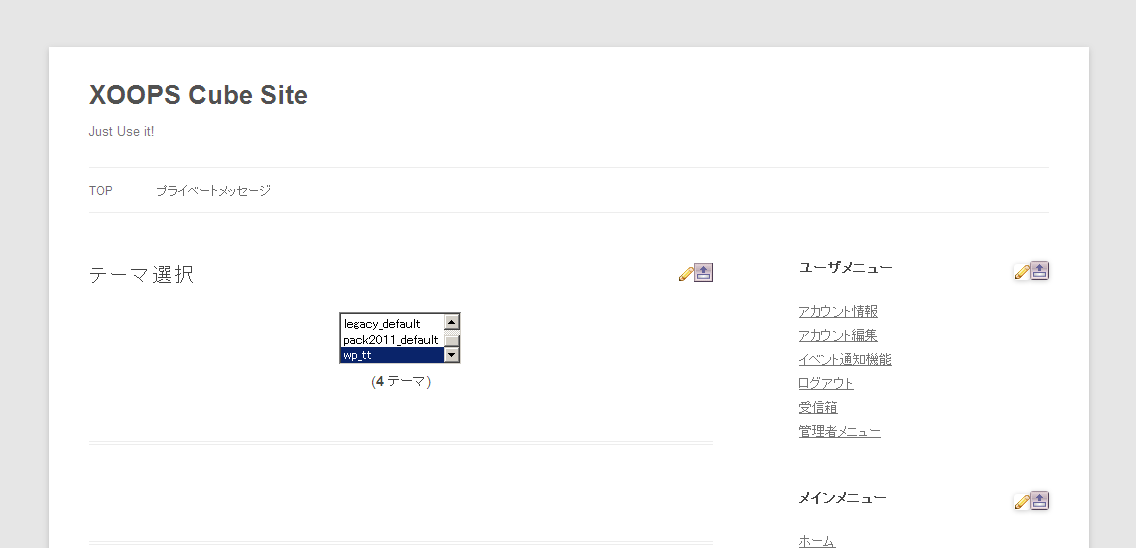 XOOPS Cube Site
Just Use it!
TOP プライベートメッセージ
テーマ選択
legacy_default
pack2011_default
wp_tt
(4 テーマ)
ユーザメニュー
アカウント情報
アカウント編集
イベント通知機能
ログアウト
受信箱
管理者メニュー
メインメニュー
ホーム